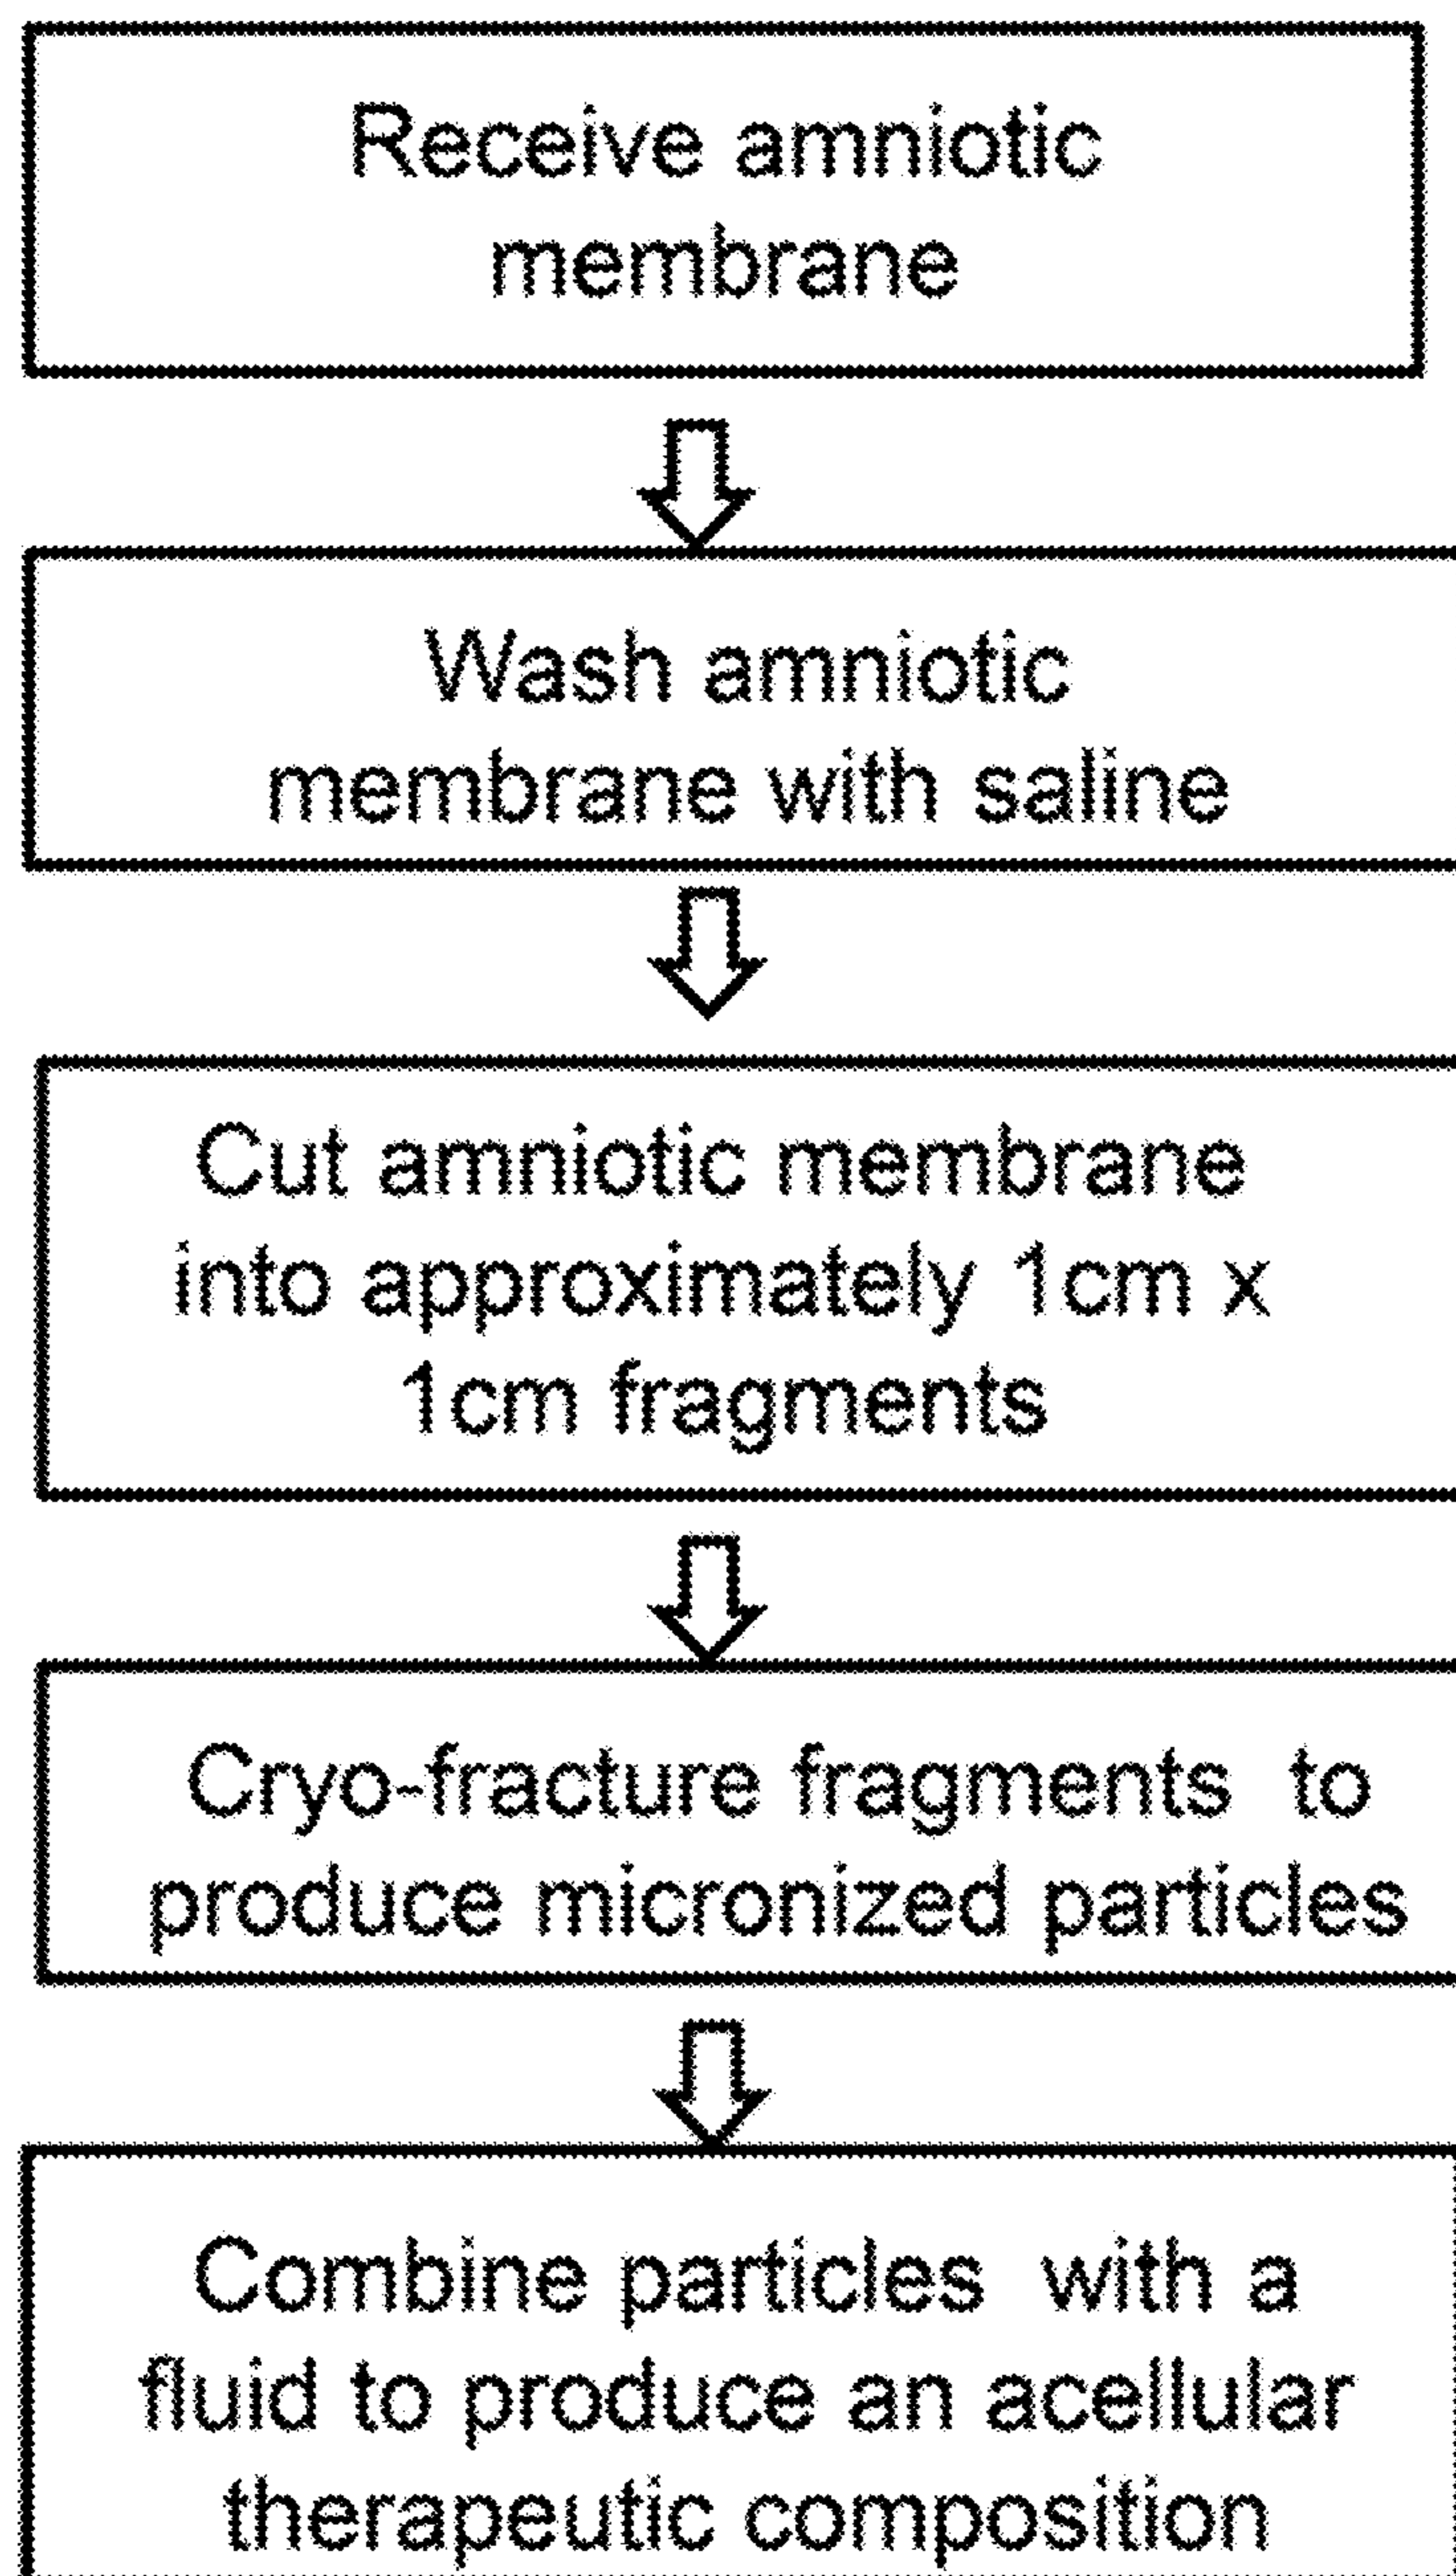 Receive amniotic
membrane
Wash amniotic
membrane with saline
Cut amniotic membrane
into approximately 1cm x
1cm fragments
Cryo-fracture fragments to
produce micronized particles
Combine particles with a
fluid to produce an acellular
therapeutic composition